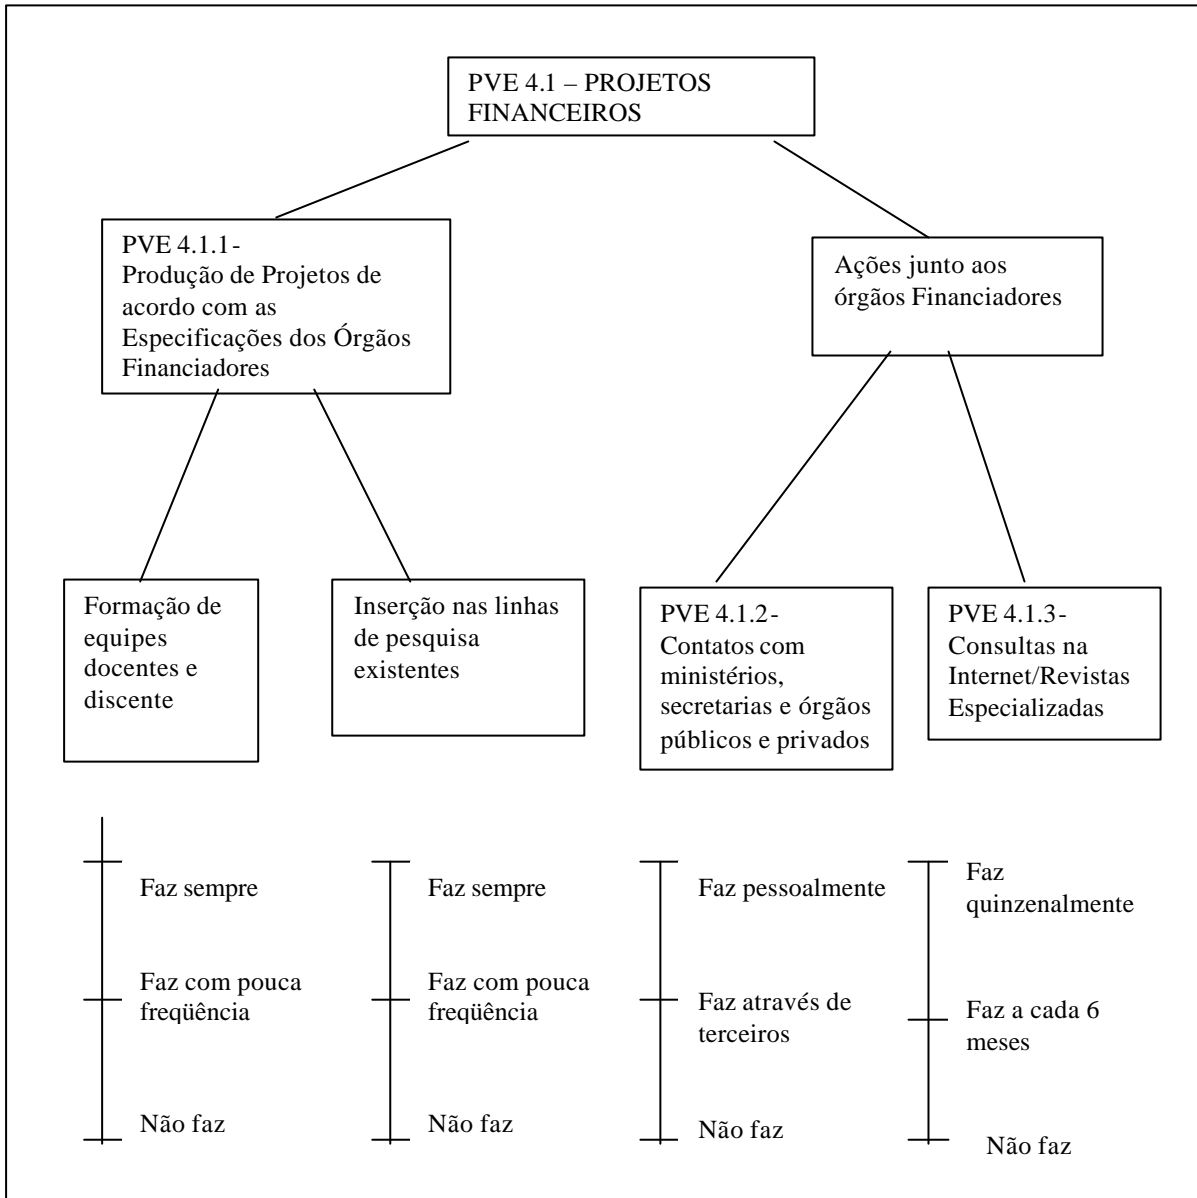 PVE 4.1 – PROJETOS
FINANCEIROS
PVE 4.1.1-
Produção de Projetos de
acordo com as
Especificações dos Órgãos
Financiadores
Ações junto aos
órgãos Financiadores
Formação de
equipes
docentes e
discente
Inserção nas linhas
de pesquisa
existentes
PVE 4.1.2-
Contatos com
ministérios,
secretarias e órgãos
públicos e privados
PVE 4.1.3-
Consultas na
Internet/Revistas
Especializadas
Faz sempre
Faz com pouca
freqüência
Não faz
Faz sempre
Faz com pouca
freqüência
Não faz
Faz pessoalmente
Faz através de
terceiros
Não faz
Faz
quinzenalmente
Faz a cada 6
meses
Não faz